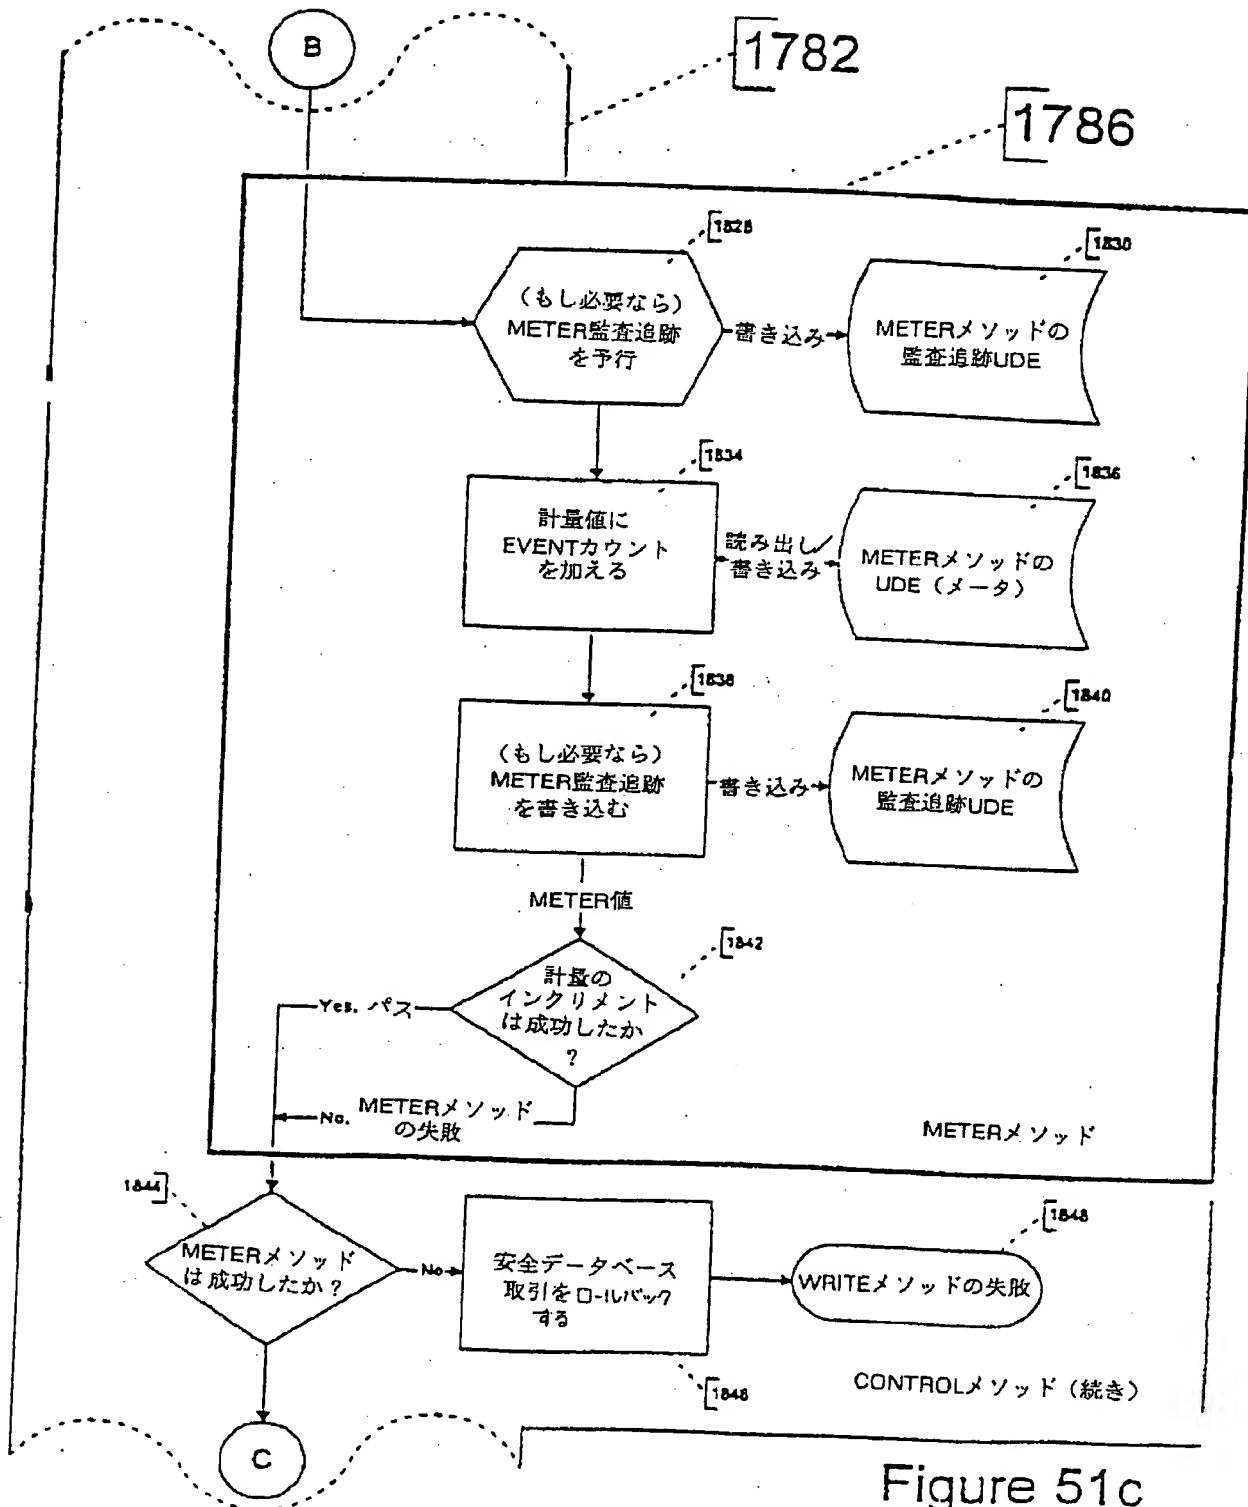 B
1782
1786
1828
1830
(もし必要なら)
METER監査追跡
を予行
書き込み
METERメソッドの
監査追跡UDE
1834
1836
計量値に
EVENTカウント
を加える
読み出し/
書き込み
METERメソッドの
UDE(メータ)
1838
1840
(もし必要なら)
METER監査追跡
を書き込む
書き込み
METERメソッドの
監査追跡UDE
METER値
1842
計量の
インクリメント
は成功したか
?
Yes. パス
No. METERメソッド
の失敗
METERメソッド
1844
METERメソッド
は成功したか?
No
安全データベース
取引をロールバック
する
1848
WRITEメソッドの失敗
CONTROLメソッド(続き)
C
Figure 51c